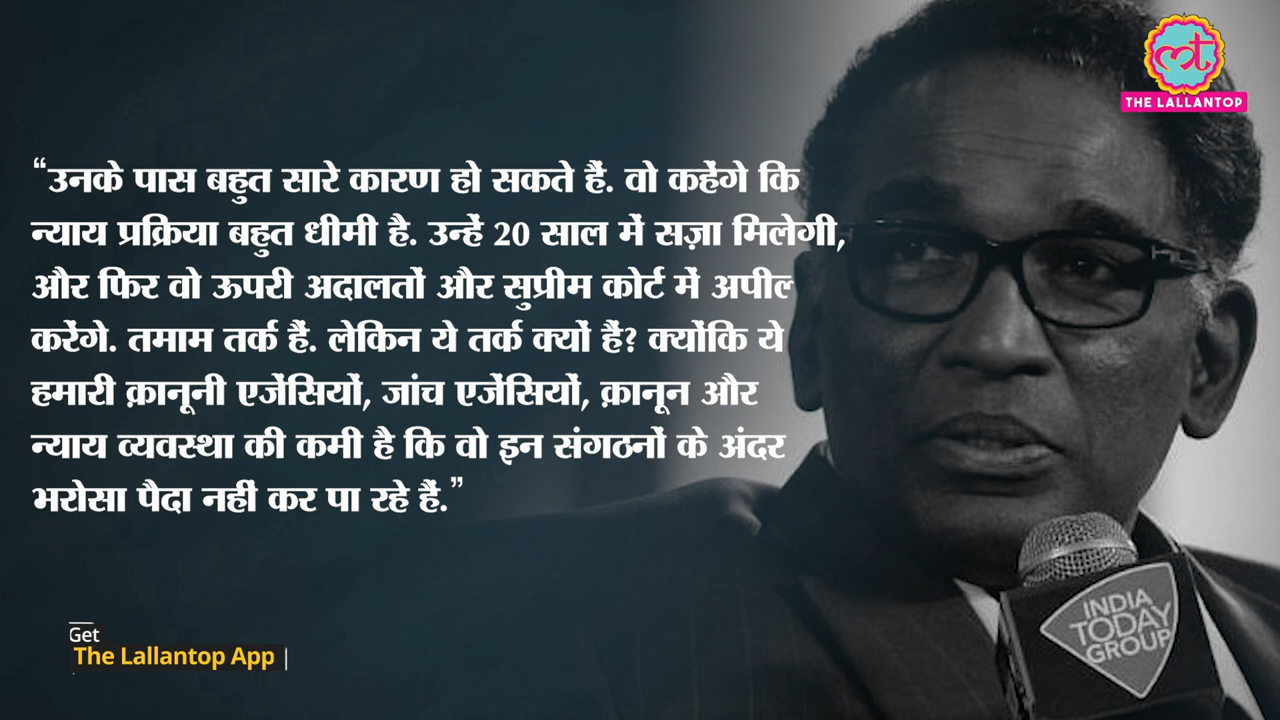 THE LALLANTOP
“उनके पास बहुत सारे कारण हो सकते हैं. वो कहेंगे कि
न्याय प्रक्रिया बहुत धीमी है. उन्हें 20 साल में सज़ा मिलेगी,
और फिर वो ऊपरी अदालतों और सुप्रीम कोर्ट में अपील
करेंगे. तमाम तर्क हैं. लेकिन ये तर्क क्यों हैं? क्योंकि ये
हमारी क़ानूनी एजेंसियों, जांच एजेंसियों, क़ानून और
न्याय व्यवस्था की कमी है कि वो इन संगठनों के अंदर
भरोसा पैदा नहीं कर पा रहे हैं.”
Get
The Lallantop App |
INDIA
TODAY
GROUP